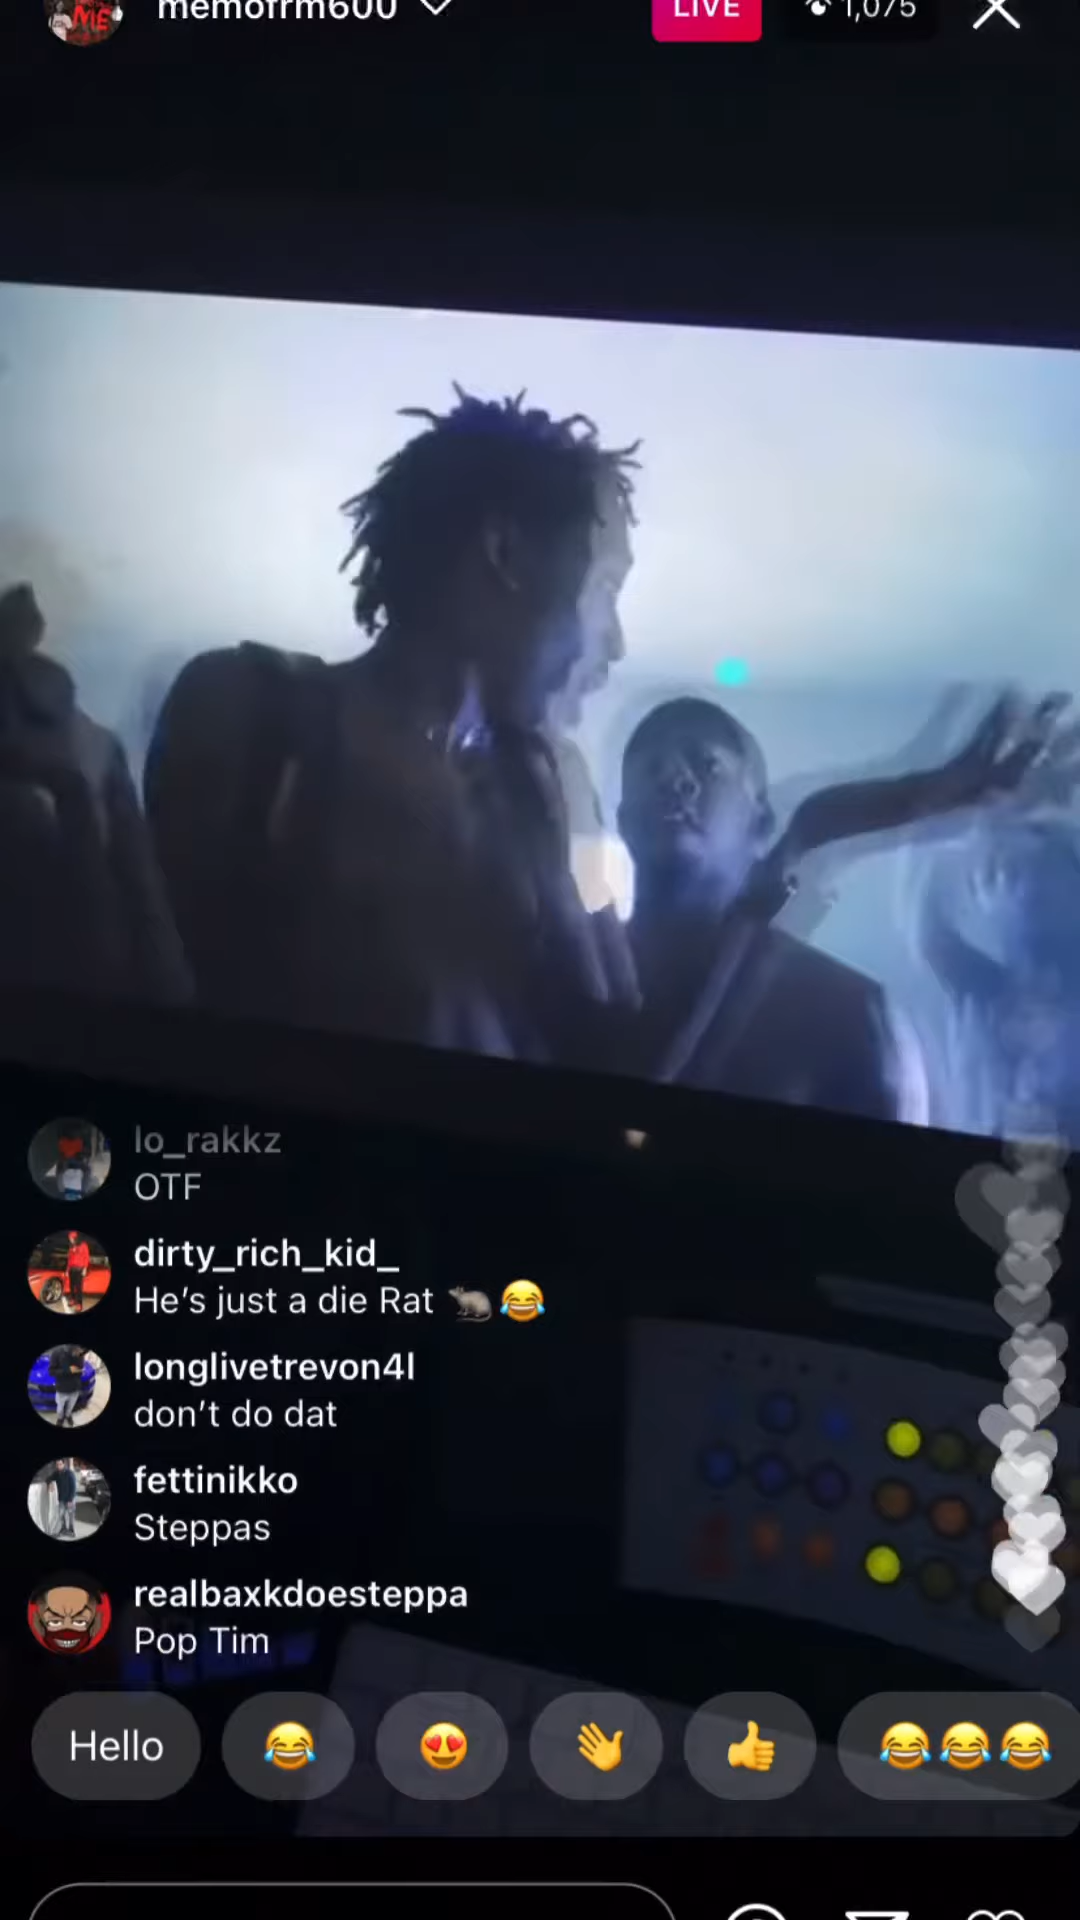 memofrm600
LIVE
1,075
lo_rakkz
OTF
dirty_rich_kid_
He's just a die Rat 🐀😂
longlivetrevon4l
don't do dat
fettinikko
Steppas
realbaxkdoesteppa
Pop Tim
Hello 😂 😍 👋 👍 😂😂😂